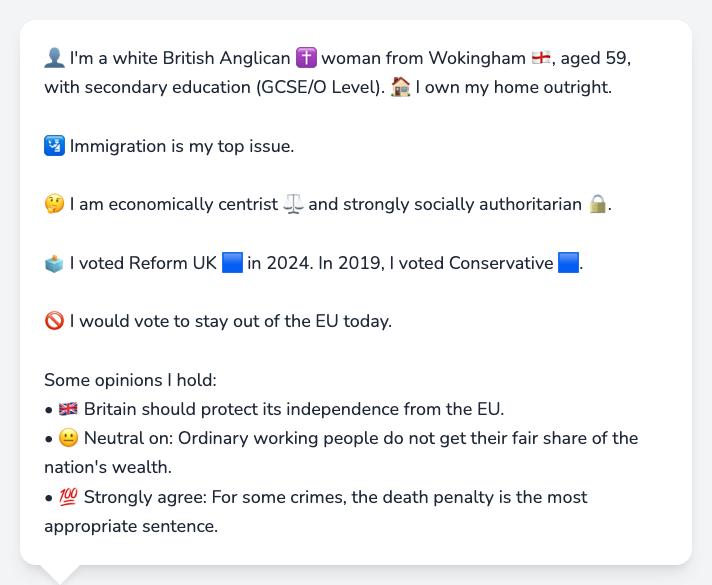 👤 I'm a white British Anglican ✝️ woman from Wokingham 🏴󠁧󠁢󠁥󠁮󠁧󠁿, aged 59,
with secondary education (GCSE/O Level). 🏠 I own my home outright.
🛂 Immigration is my top issue.
🤔 I am economically centrist ⚖️ and strongly socially authoritarian 🔒.
🗳️ I voted Reform UK 🟦 in 2024. In 2019, I voted Conservative 🟦.
🚫 I would vote to stay out of the EU today.
Some opinions I hold:
• 🇬🇧 Britain should protect its independence from the EU.
• 😐 Neutral on: Ordinary working people do not get their fair share of the
nation's wealth.
• 💯 Strongly agree: For some crimes, the death penalty is the most
appropriate sentence.